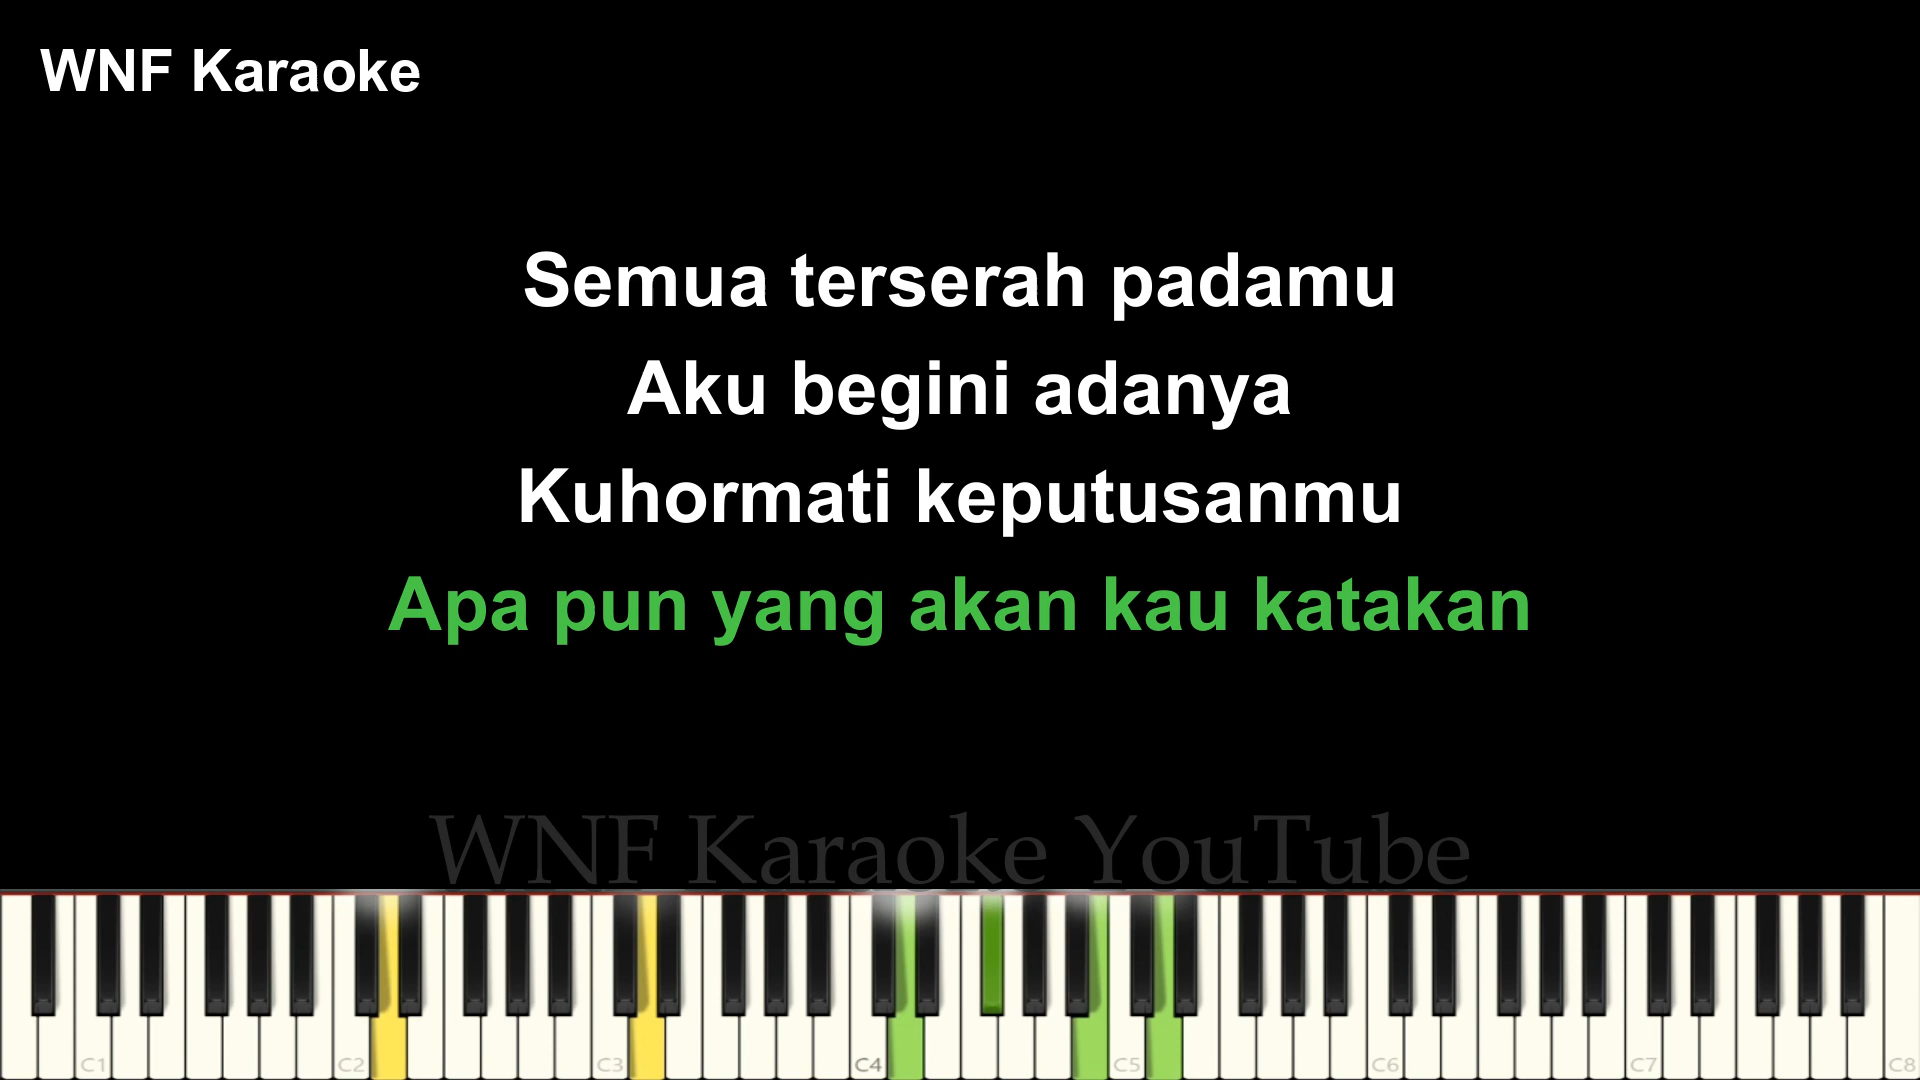 WNF Karaoke
Semua terserah padamu
Aku begini adanya
Kuhormati keputusanmu
Apa pun yang akan kau katakan
WNF Karaoke YouTube
C1 C2 C3 C4 C5 C6 C7 C8